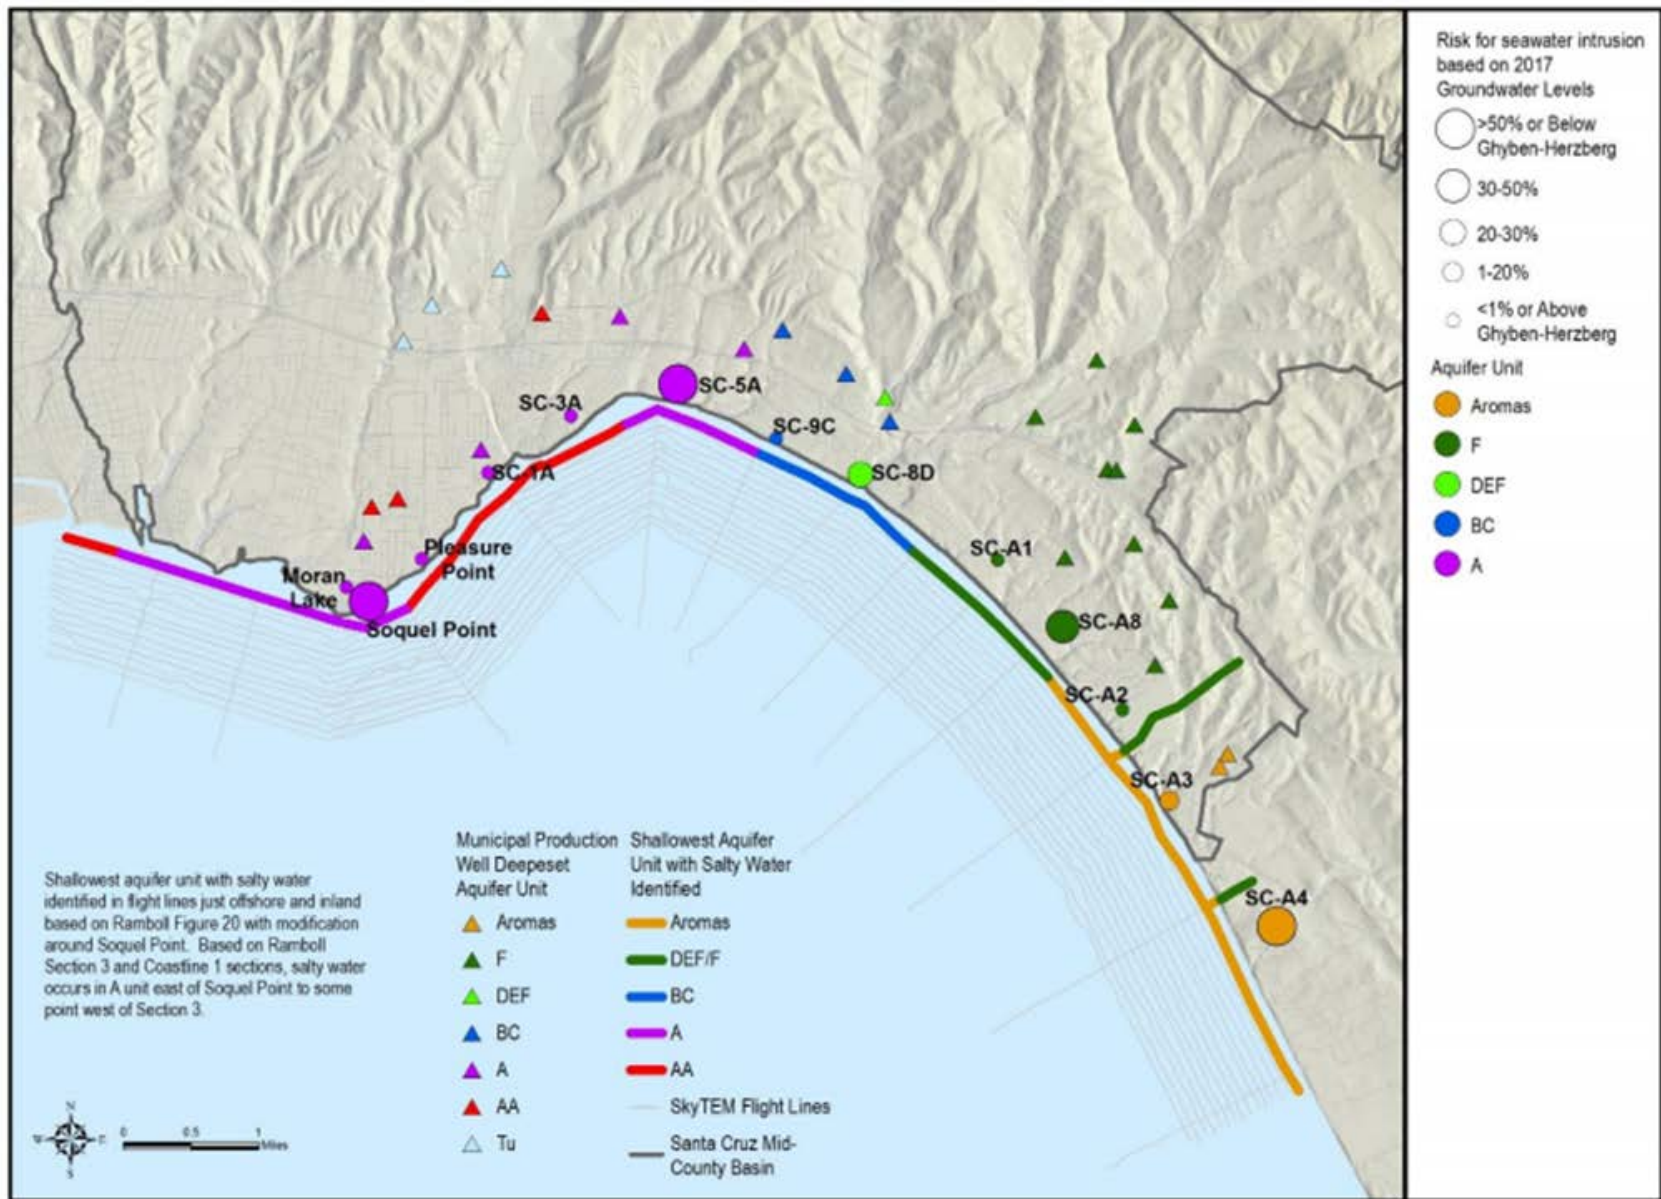 Risk for seawater intrusion
based on 2017
Groundwater Levels
>50% or Below
Ghyben-Herzberg
30-50%
20-30%
1-20%
<1% or Above
Ghyben-Herzberg
Aquifer Unit
Aromas
F
DEF
BC
A
SC-5A
SC-3A
SC-9C
SC-1A
SC-8D
Pleasure
Point
SC-A1
Moran
Lake
Soquel Point
SC-A8
SC-A2
SC-A3
SC-A4
Shallowest aquifer unit with salty water
identified in flight lines just offshore and inland
based on Ramboll Figure 20 with modification
around Soquel Point. Based on Ramboll
Section 3 and Coastline 1 sections, salty water
occurs in A unit east of Soquel Point to some
point west of Section 3.
Municipal Production
Well Deepeset
Aquifer Unit
Aromas
F
DEF
BC
A
AA
Tu
Shallowest Aquifer
Unit with Salty Water
Identified
Aromas
DEF/F
BC
A
AA
SkyTEM Flight Lines
Santa Cruz Mid-
County Basin
N
W E
S
0 0.5 1
Miles